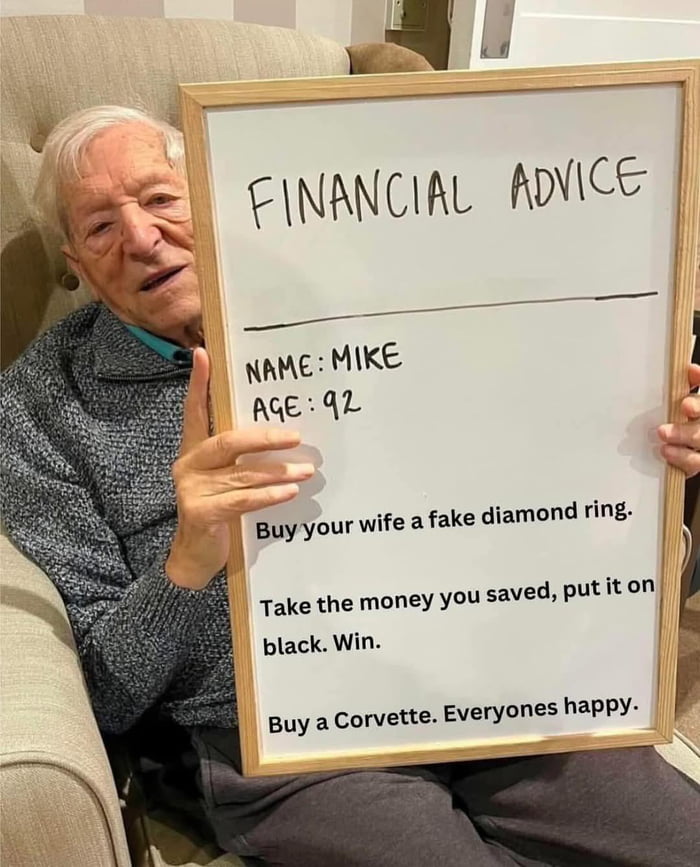 FINANCIAL ADVICE
NAME: MIKE
AGE: 92
Buy your wife a fake diamond ring.
Take the money you saved, put it on
black. Win.
Buy a Corvette. Everyones happy.